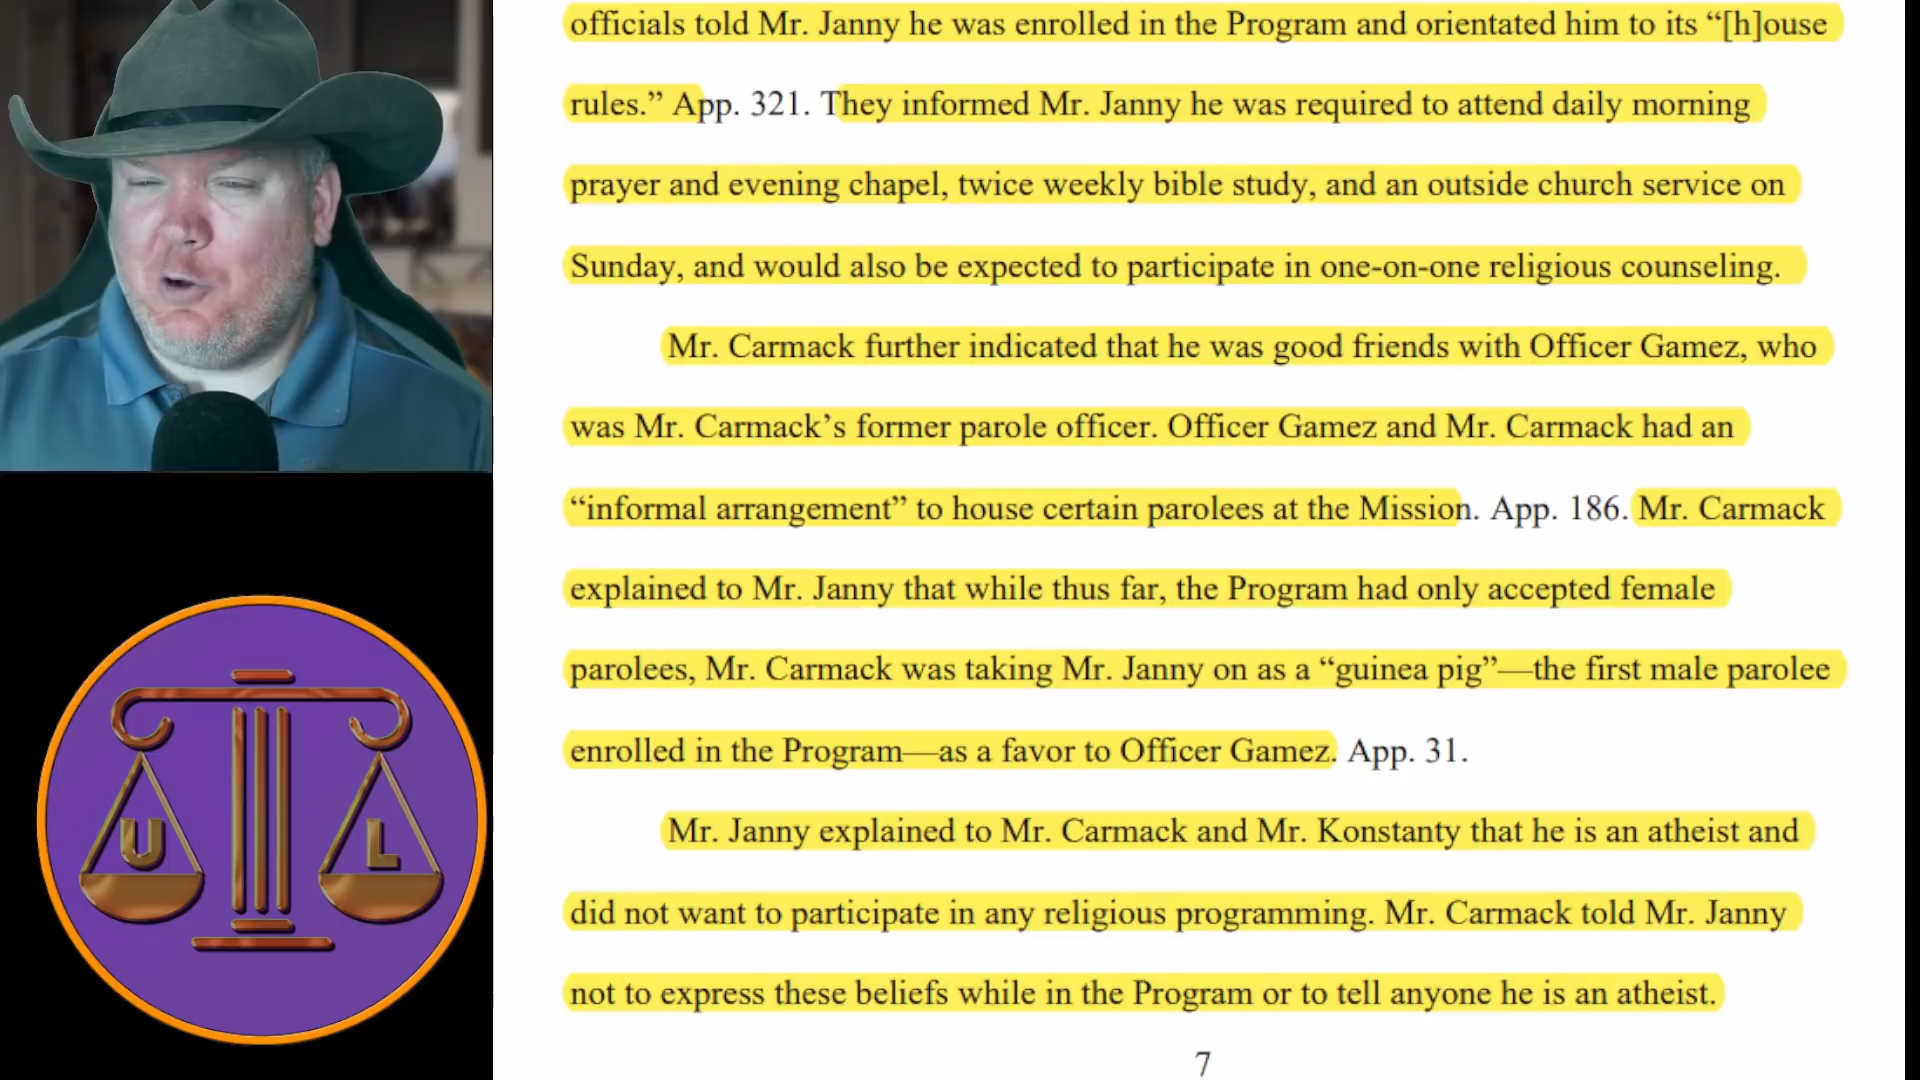 officials told Mr. Janny he was enrolled in the Program and orientated him to its “[h]ouse
rules.” App. 321. They informed Mr. Janny he was required to attend daily morning
prayer and evening chapel, twice weekly bible study, and an outside church service on
Sunday, and would also be expected to participate in one-on-one religious counseling.
Mr. Carmack further indicated that he was good friends with Officer Gamez, who
was Mr. Carmack’s former parole officer. Officer Gamez and Mr. Carmack had an
“informal arrangement” to house certain parolees at the Mission. App. 186. Mr. Carmack
explained to Mr. Janny that while thus far, the Program had only accepted female
parolees, Mr. Carmack was taking Mr. Janny on as a “guinea pig”—the first male parolee
enrolled in the Program—as a favor to Officer Gamez. App. 31.
Mr. Janny explained to Mr. Carmack and Mr. Konstanty that he is an atheist and
did not want to participate in any religious programming. Mr. Carmack told Mr. Janny
not to express these beliefs while in the Program or to tell anyone he is an atheist.
7
U L